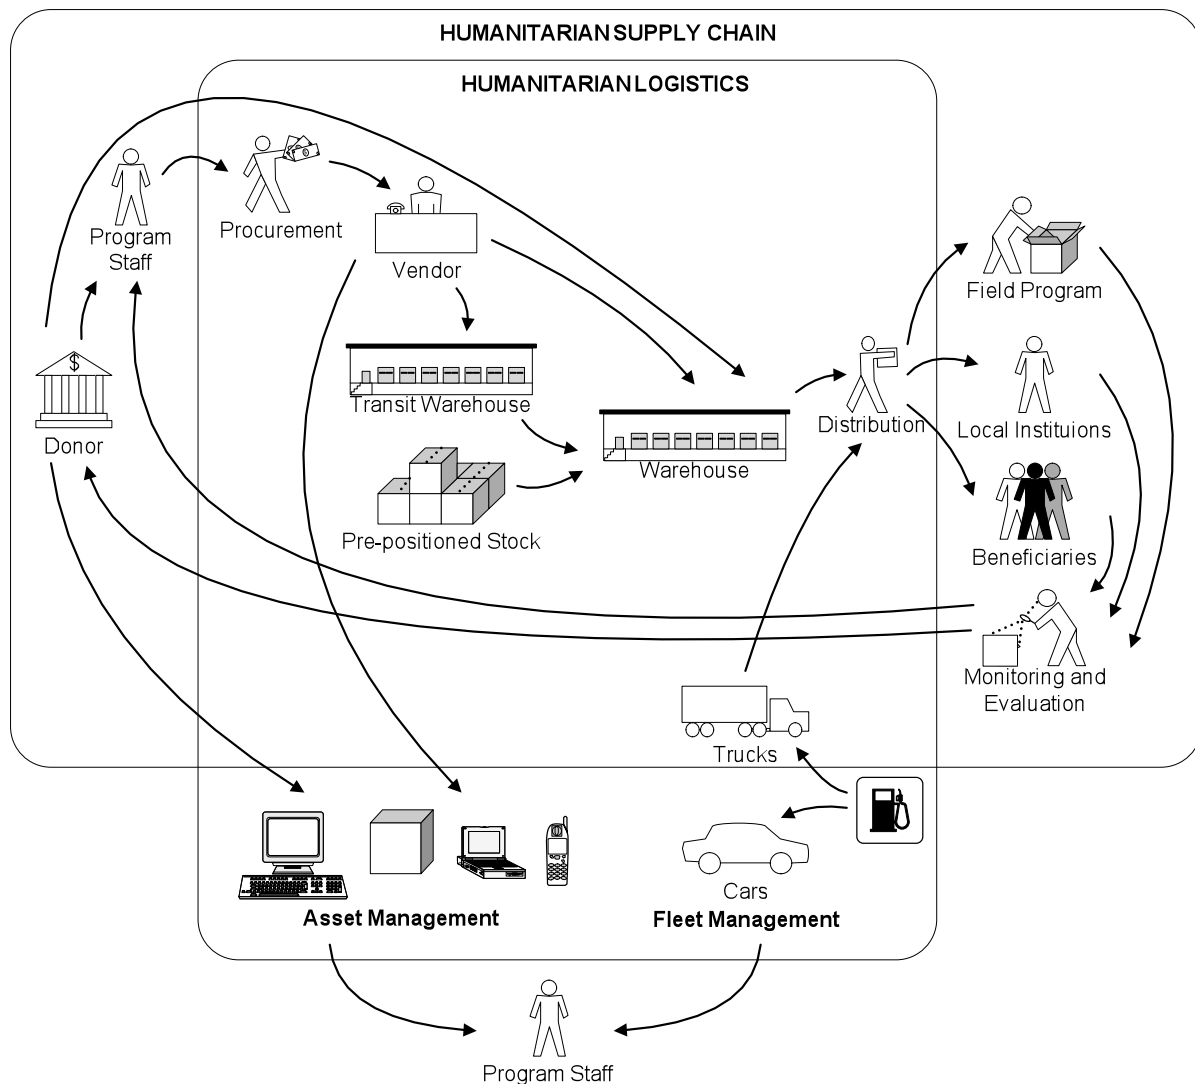 HUMANITARIAN SUPPLY CHAIN
HUMANITARIAN LOGISTICS
Program
Staff
Procurement
Vendor
Field Program
$
Donor
Transit Warehouse
Warehouse
Distribution
Local Instituions
Pre-positioned Stock
Beneficiaries
Monitoring and
Evaluation
Trucks
Cars
Asset Management
Fleet Management
Program Staff